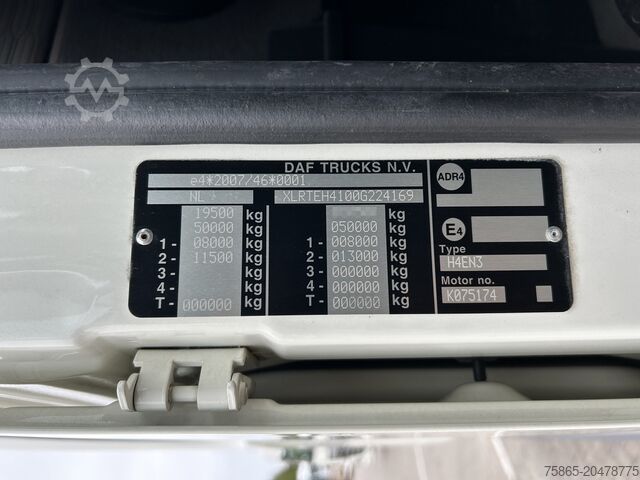 DAF TRUCKS N.V.
e4*2007/46*0001
NL XLRTEH4100G224169
19500 kg kg
50000 kg 050000 kg
1- 08000 kg 1- 008000 kg
2- 11500 kg 2- 013000 kg
3- kg 3- 000000 kg
4- kg 4- 000000 kg
T- 000000 kg T- 000000 kg
ADR4
E4
Type
H4EN3
Motor no.
K075174
75865-20478775